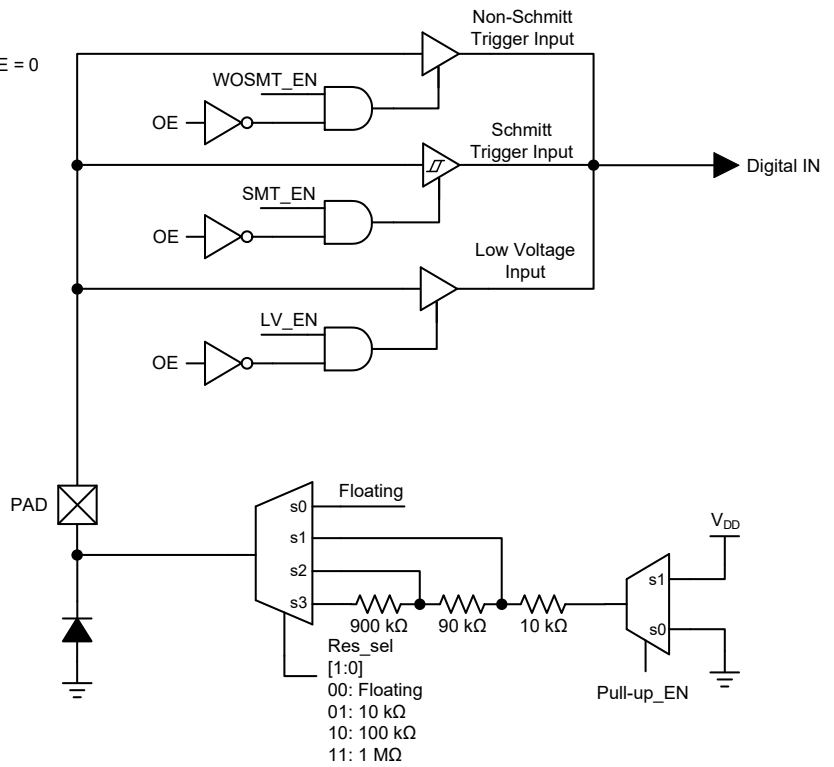 Non-Schmitt
Trigger Input
E = 0
WOSMT_EN
OE
Schmitt
Trigger Input
Digital IN
SMT_EN
OE
Low Voltage
Input
LV_EN
OE
PAD
Floating
s0
s1
s2
s3
900 kΩ
90 kΩ
10 kΩ
VDD
s1
s0
Pull-up_EN
Res_sel
[1:0]
00: Floating
01: 10 kΩ
10: 100 kΩ
11: 1 MΩ